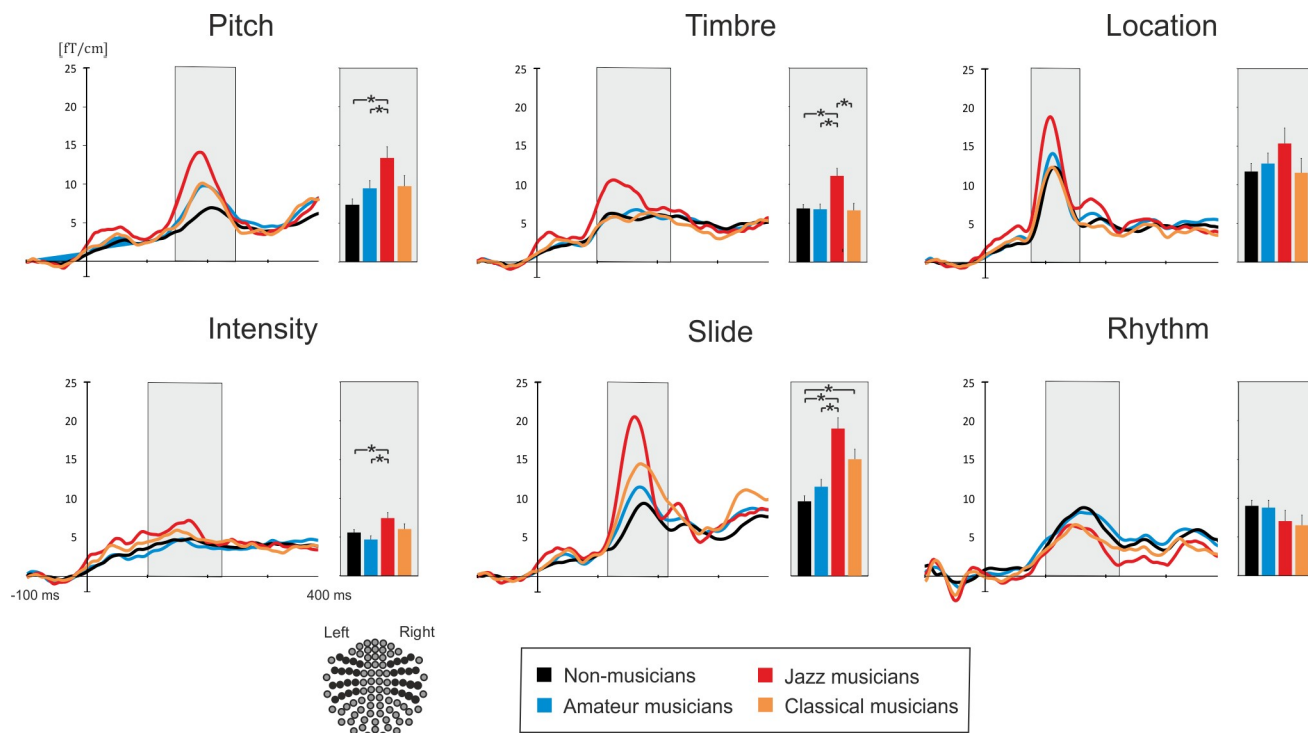 Pitch
Timbre
Location
[fT/cm]
25
20
15
10
5
*
*
25
20
15
10
5
*
*
*
25
20
15
10
5
Intensity
Slide
Rhythm
25
20
15
10
5
-100 ms
400 ms
*
*
25
20
15
10
5
*
*
*
25
20
15
10
5
Left Right
Non-musicians
Jazz musicians
Amateur musicians
Classical musicians